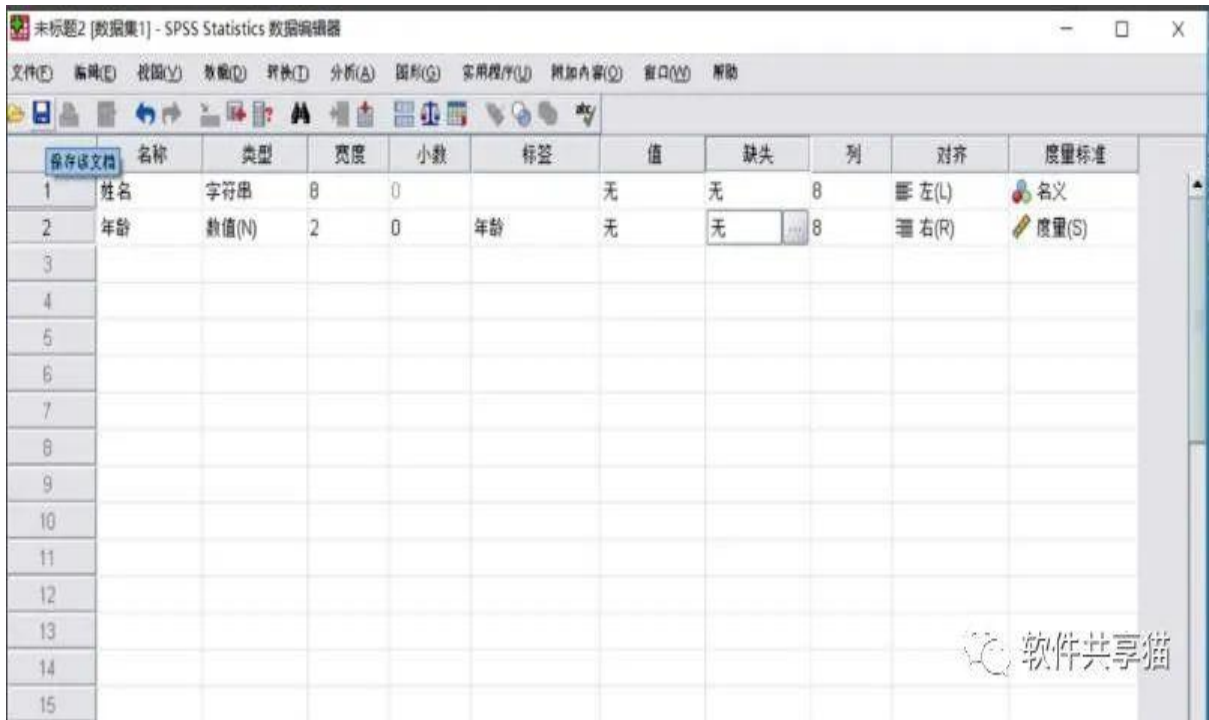 未标题2 [数据集1] - SPSS Statistics 数据编辑器
文件(F) 编辑(E) 视图(V) 数据(D) 转换(T) 分析(A) 图形(G) 实用程序(U) 附加内容(O) 窗口(W) 帮助
保存该文档 名称 类型 宽度 小数 标签 值 缺失 列 对齐 度量标准
1 姓名 字符串 8 0 无 无 8 左(L) 名义
2 年龄 数值(N) 2 0 年龄 无 无 ... 8 右(R) 度量(S)
3
4
5
6
7
8
9
10
11
12
13
14
15
软件共享猫